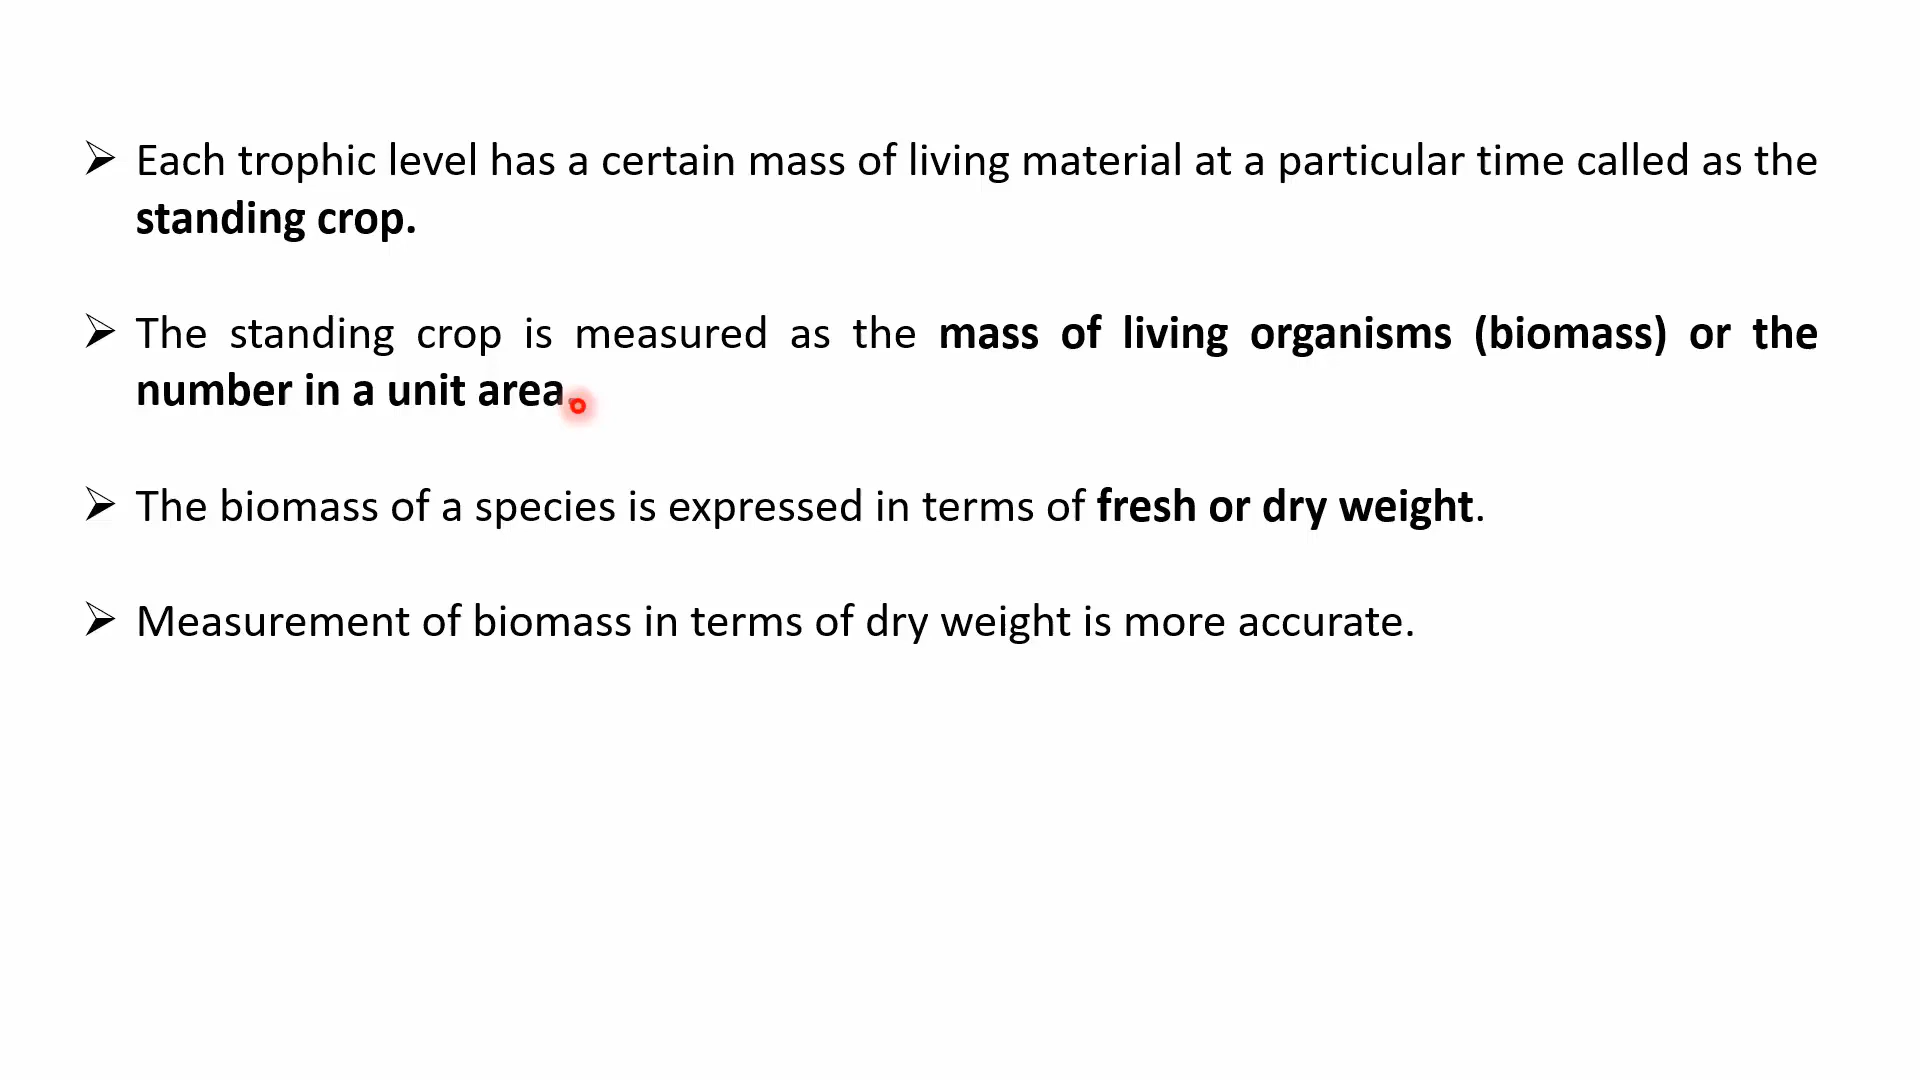 ➢ Each trophic level has a certain mass of living material at a particular time called as the
standing crop.
➢ The standing crop is measured as the mass of living organisms (biomass) or the
number in a unit area.
➢ The biomass of a species is expressed in terms of fresh or dry weight.
➢ Measurement of biomass in terms of dry weight is more accurate.